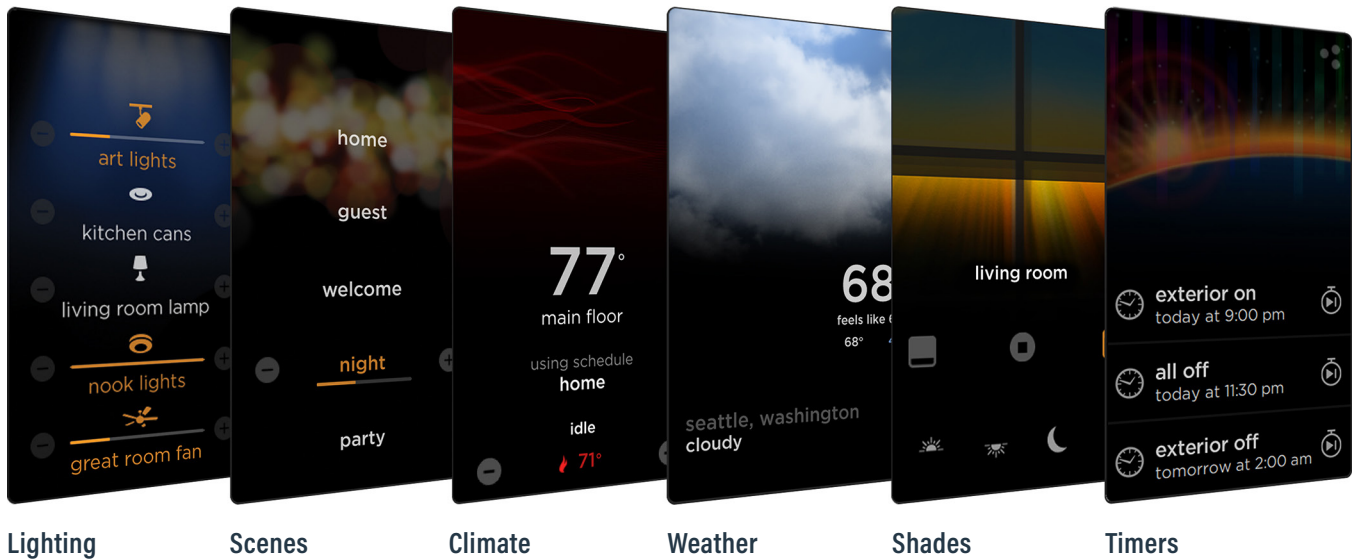 art lights
kitchen cans
living room lamp
nook lights
great room fan
home
guest
welcome
night
party
77°
main floor
using schedule
home
idle
71°
68
feels like
68°
seattle, washington
cloudy
living room
exterior on
today at 9:00 pm
all off
today at 11:30 pm
exterior off
tomorrow at 2:00 am
Lighting
Scenes
Climate
Weather
Shades
Timers